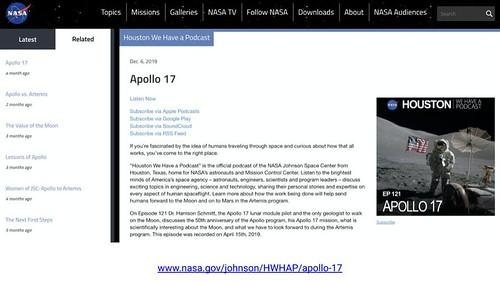 NASA
Topics Missions Galleries NASA TV Follow NASA Downloads About NASA Audiences
Search
Latest Related
Houston We Have a Podcast
Apollo 17
a month ago
Apollo vs. Artemis
2 months ago
The Value of the Moon
3 months ago
Lessons of Apollo
3 months ago
Women of JSC: Apollo to Artemis
4 months ago
The Next First Steps
5 months ago
Dec. 6, 2019
Apollo 17
Listen Now
Subscribe via Apple Podcasts
Subscribe via Google Play
Subscribe via SoundCloud
Subscribe via RSS Feed
If you're fascinated by the idea of humans traveling through space and curious about how that all
works, you've come to the right place.
"Houston We Have a Podcast" is the official podcast of the NASA Johnson Space Center from
Houston, Texas, home for NASA's astronauts and Mission Control Center. Listen to the brightest
minds of America's space agency – astronauts, engineers, scientists and program leaders – discuss
exciting topics in engineering, science and technology, sharing their personal stories and expertise on
every aspect of human spaceflight. Learn more about how the work being done will help send
humans forward to the Moon and on to Mars in the Artemis program.
On Episode 121 Dr. Harrison Schmitt, the Apollo 17 lunar module pilot and the only geologist to walk
on the Moon, discusses the 50th anniversary of the Apollo program, his Apollo 17 mission, what is
scientifically interesting about the Moon, and what we have to look forward to during the Artemis
program. This episode was recorded on April 15th, 2019.
HOUSTON WE HAVE A PODCAST
EP 121
APOLLO 17
Subscribe
www.nasa.gov/johnson/HWHAP/apollo-17